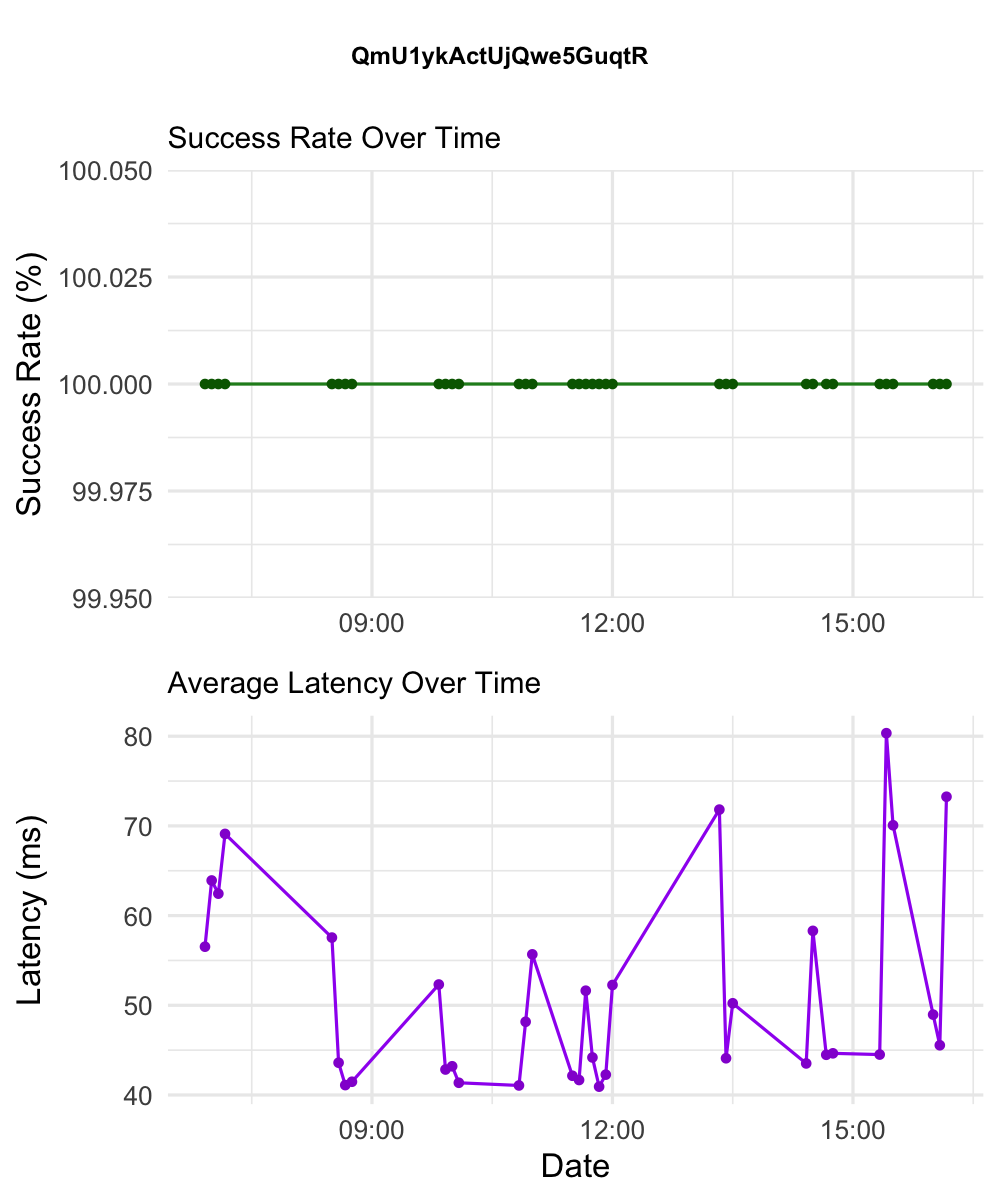 QmU1ykActUjQwe5GuqtR
Success Rate Over Time
Success Rate (%)
100.050
100.025
100.000
99.975
99.950
09:00 12:00 15:00
Average Latency Over Time
Latency (ms)
80
70
60
50
40
09:00 12:00 15:00
Date